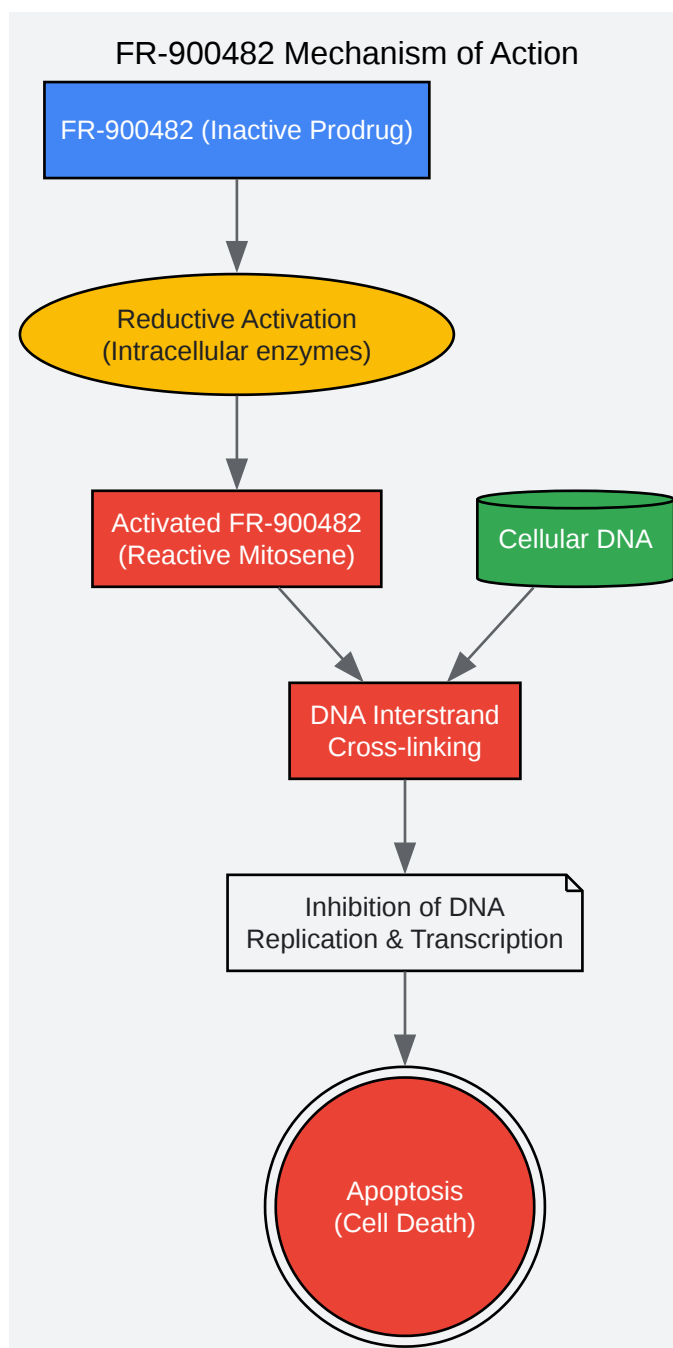 FR-900482 Mechanism of Action
FR-900482 (Inactive Prodrug)
Reductive Activation
(Intracellular enzymes)
Activated FR-900482
(Reactive Mitosene)
Cellular DNA
DNA Interstrand
Cross-linking
Inhibition of DNA
Replication & Transcription
Apoptosis
(Cell Death)